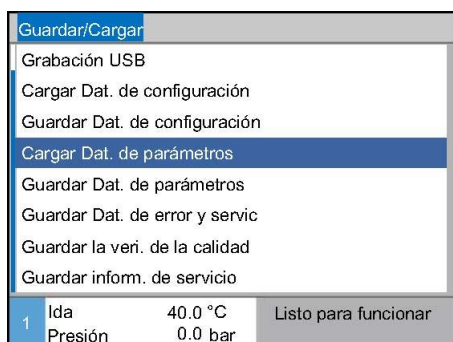 Guardar/Cargar
Grabación USB
Cargar Dat. de configuración
Guardar Dat. de configuración
Cargar Dat. de parámetros
Guardar Dat. de parámetros
Guardar Dat. de error y servic
Guardar la veri. de la calidad
Guardar inform. de servicio
1
Ida 40.0 °C Listo para funcionar
Presión 0.0 bar